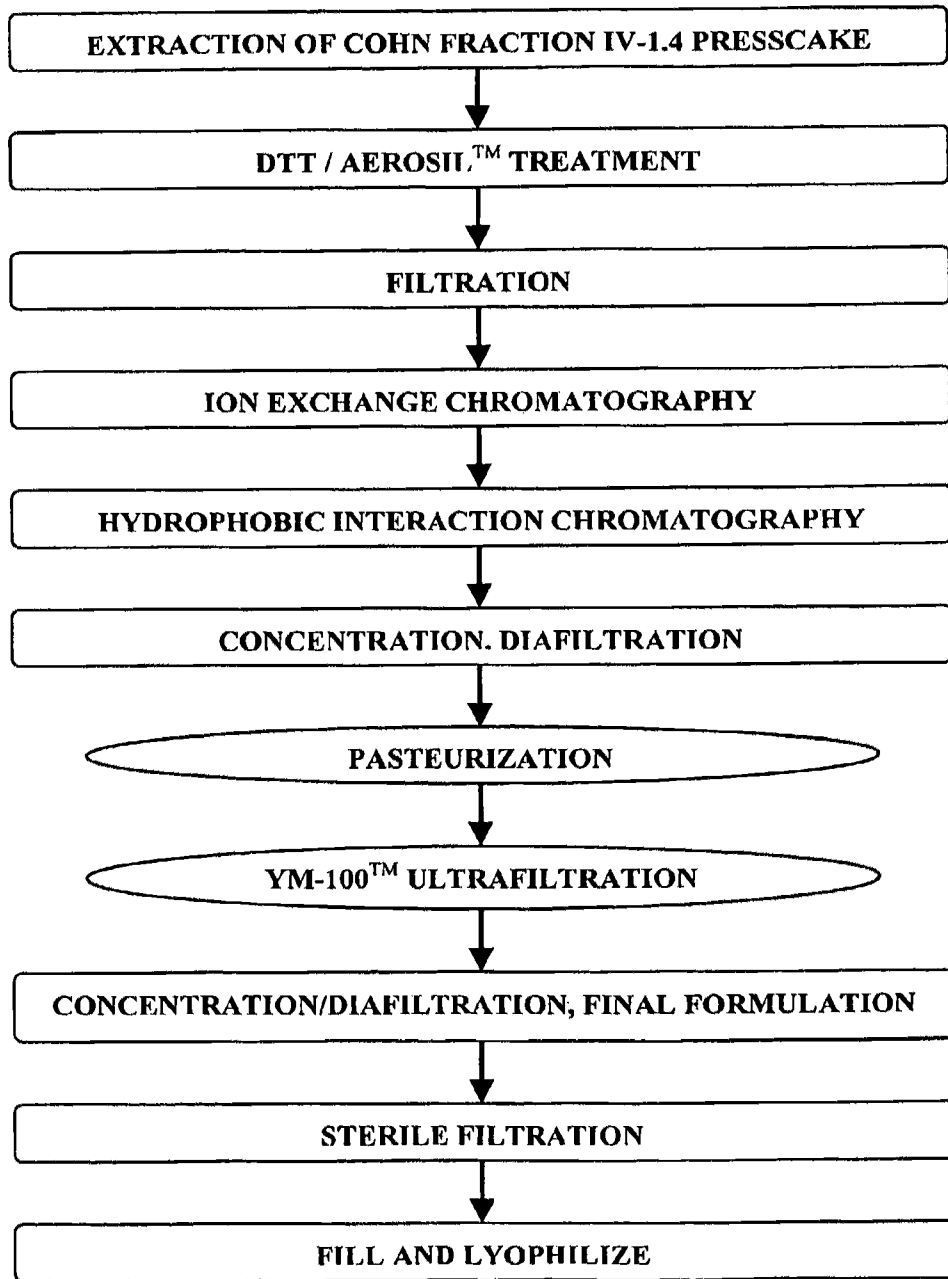 EXTRACTION OF COHN FRACTION IV-1.4 PRESSCAKE
DTT / AEROSIL™ TREATMENT
FILTRATION
ION EXCHANGE CHROMATOGRAPHY
HYDROPHOBIC INTERACTION CHROMATOGRAPHY
CONCENTRATION. DIAFILTRATION
PASTEURIZATION
YM-100™ ULTRAFILTRATION
CONCENTRATION/DIAFILTRATION, FINAL FORMULATION
STERILE FILTRATION
FILL AND LYOPHILIZE